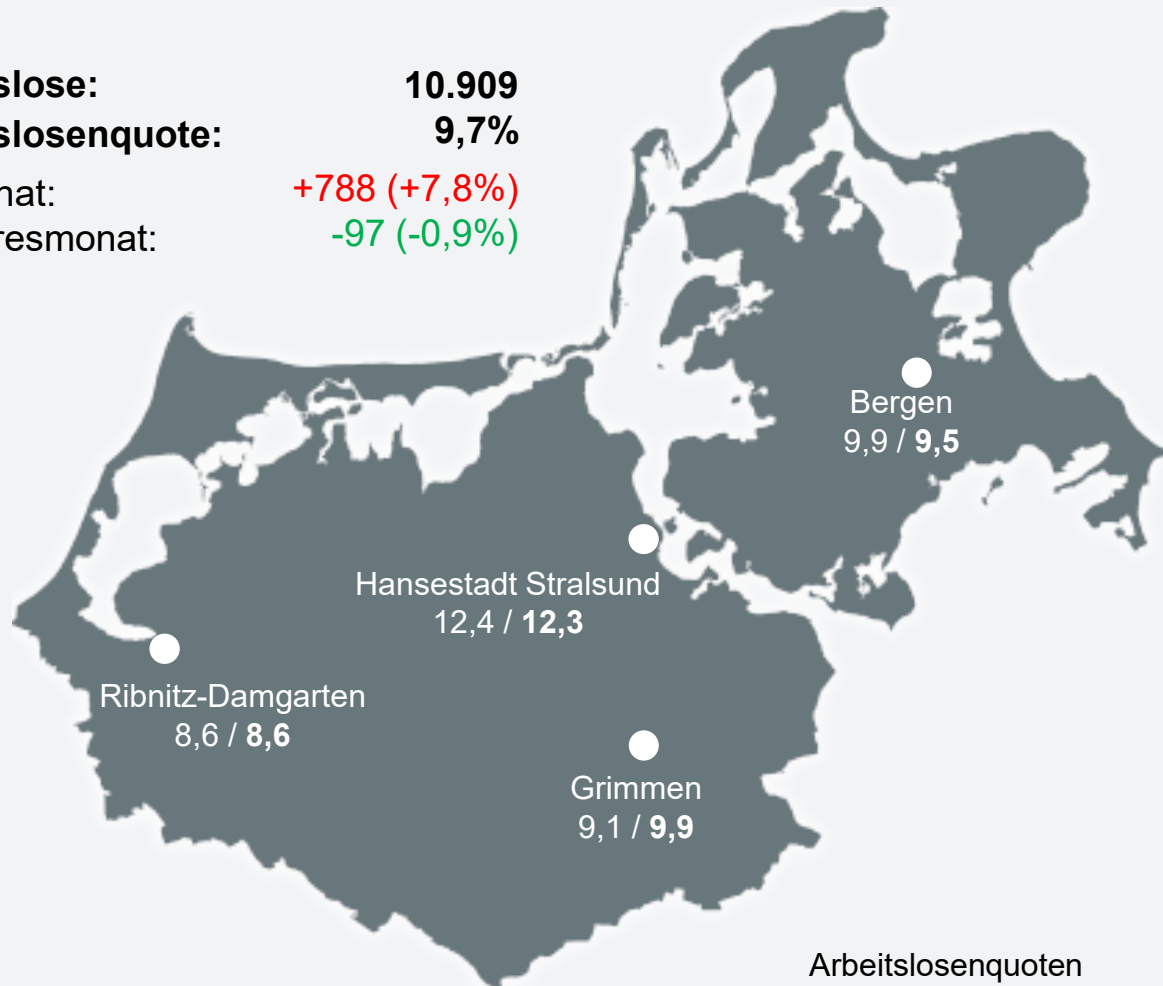 slose: 10.909
slosenquote: 9,7%
nat: +788 (+7,8%)
resmonat: -97 (-0,9%)
Bergen
9,9 / 9,5
Hansestadt Stralsund
12,4 / 12,3
Ribnitz-Damgarten
8,6 / 8,6
Grimmen
9,1 / 9,9
Arbeitslosenquoten